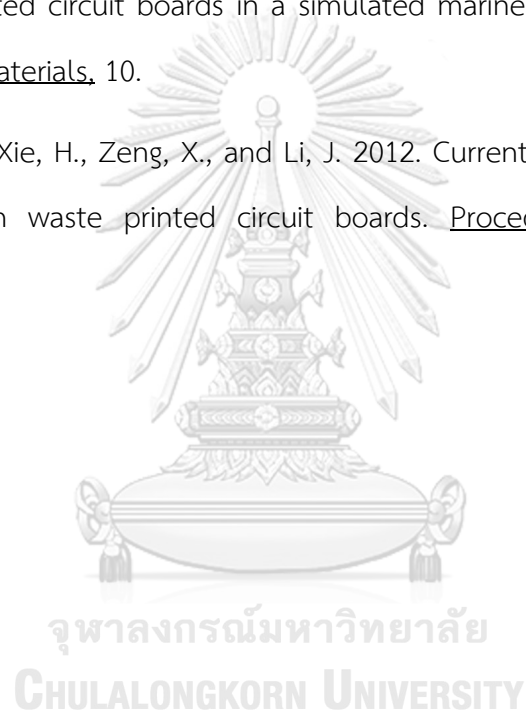 ted circuit boards in a simulated marine
aterials, 10.
Xie, H., Zeng, X., and Li, J. 2012. Current
n waste printed circuit boards. Proced
จุฬาลงกรณ์มหาวิทยาลัย
CHULALONGKORN UNIVERSITY